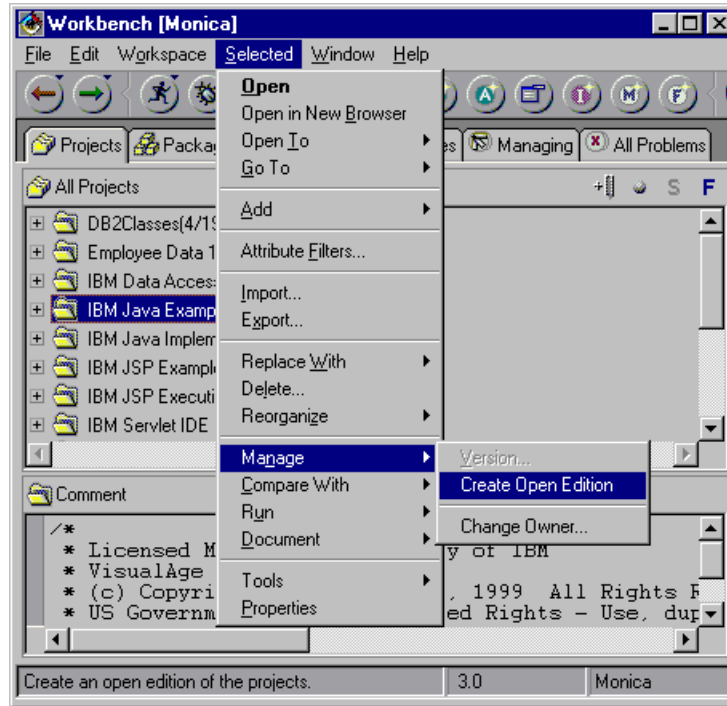 Workbench [Monica]
File Edit Workspace Selected Window Help
Projects Packa es Managing All Problems
All Projects S F
DB2Classes(4/19
Employee Data 1
IBM Data Access
IBM Java Examp
IBM Java Implem
IBM JSP Example
IBM JSP Executi
IBM Servlet IDE
Open
Open in New Browser
Open To
Go To
Add
Attribute Filters...
Import...
Export...
Replace With
Delete...
Reorganize
Manage
Compare With
Run
Document
Tools
Properties
Version...
Create Open Edition
Change Owner...
Comment
/*
* Licensed M y of IBM
* VisualAge
* (c) Copyri , 1999 All Rights R
* US Governm ed Rights - Use, dup
Create an open edition of the projects. 3.0 Monica